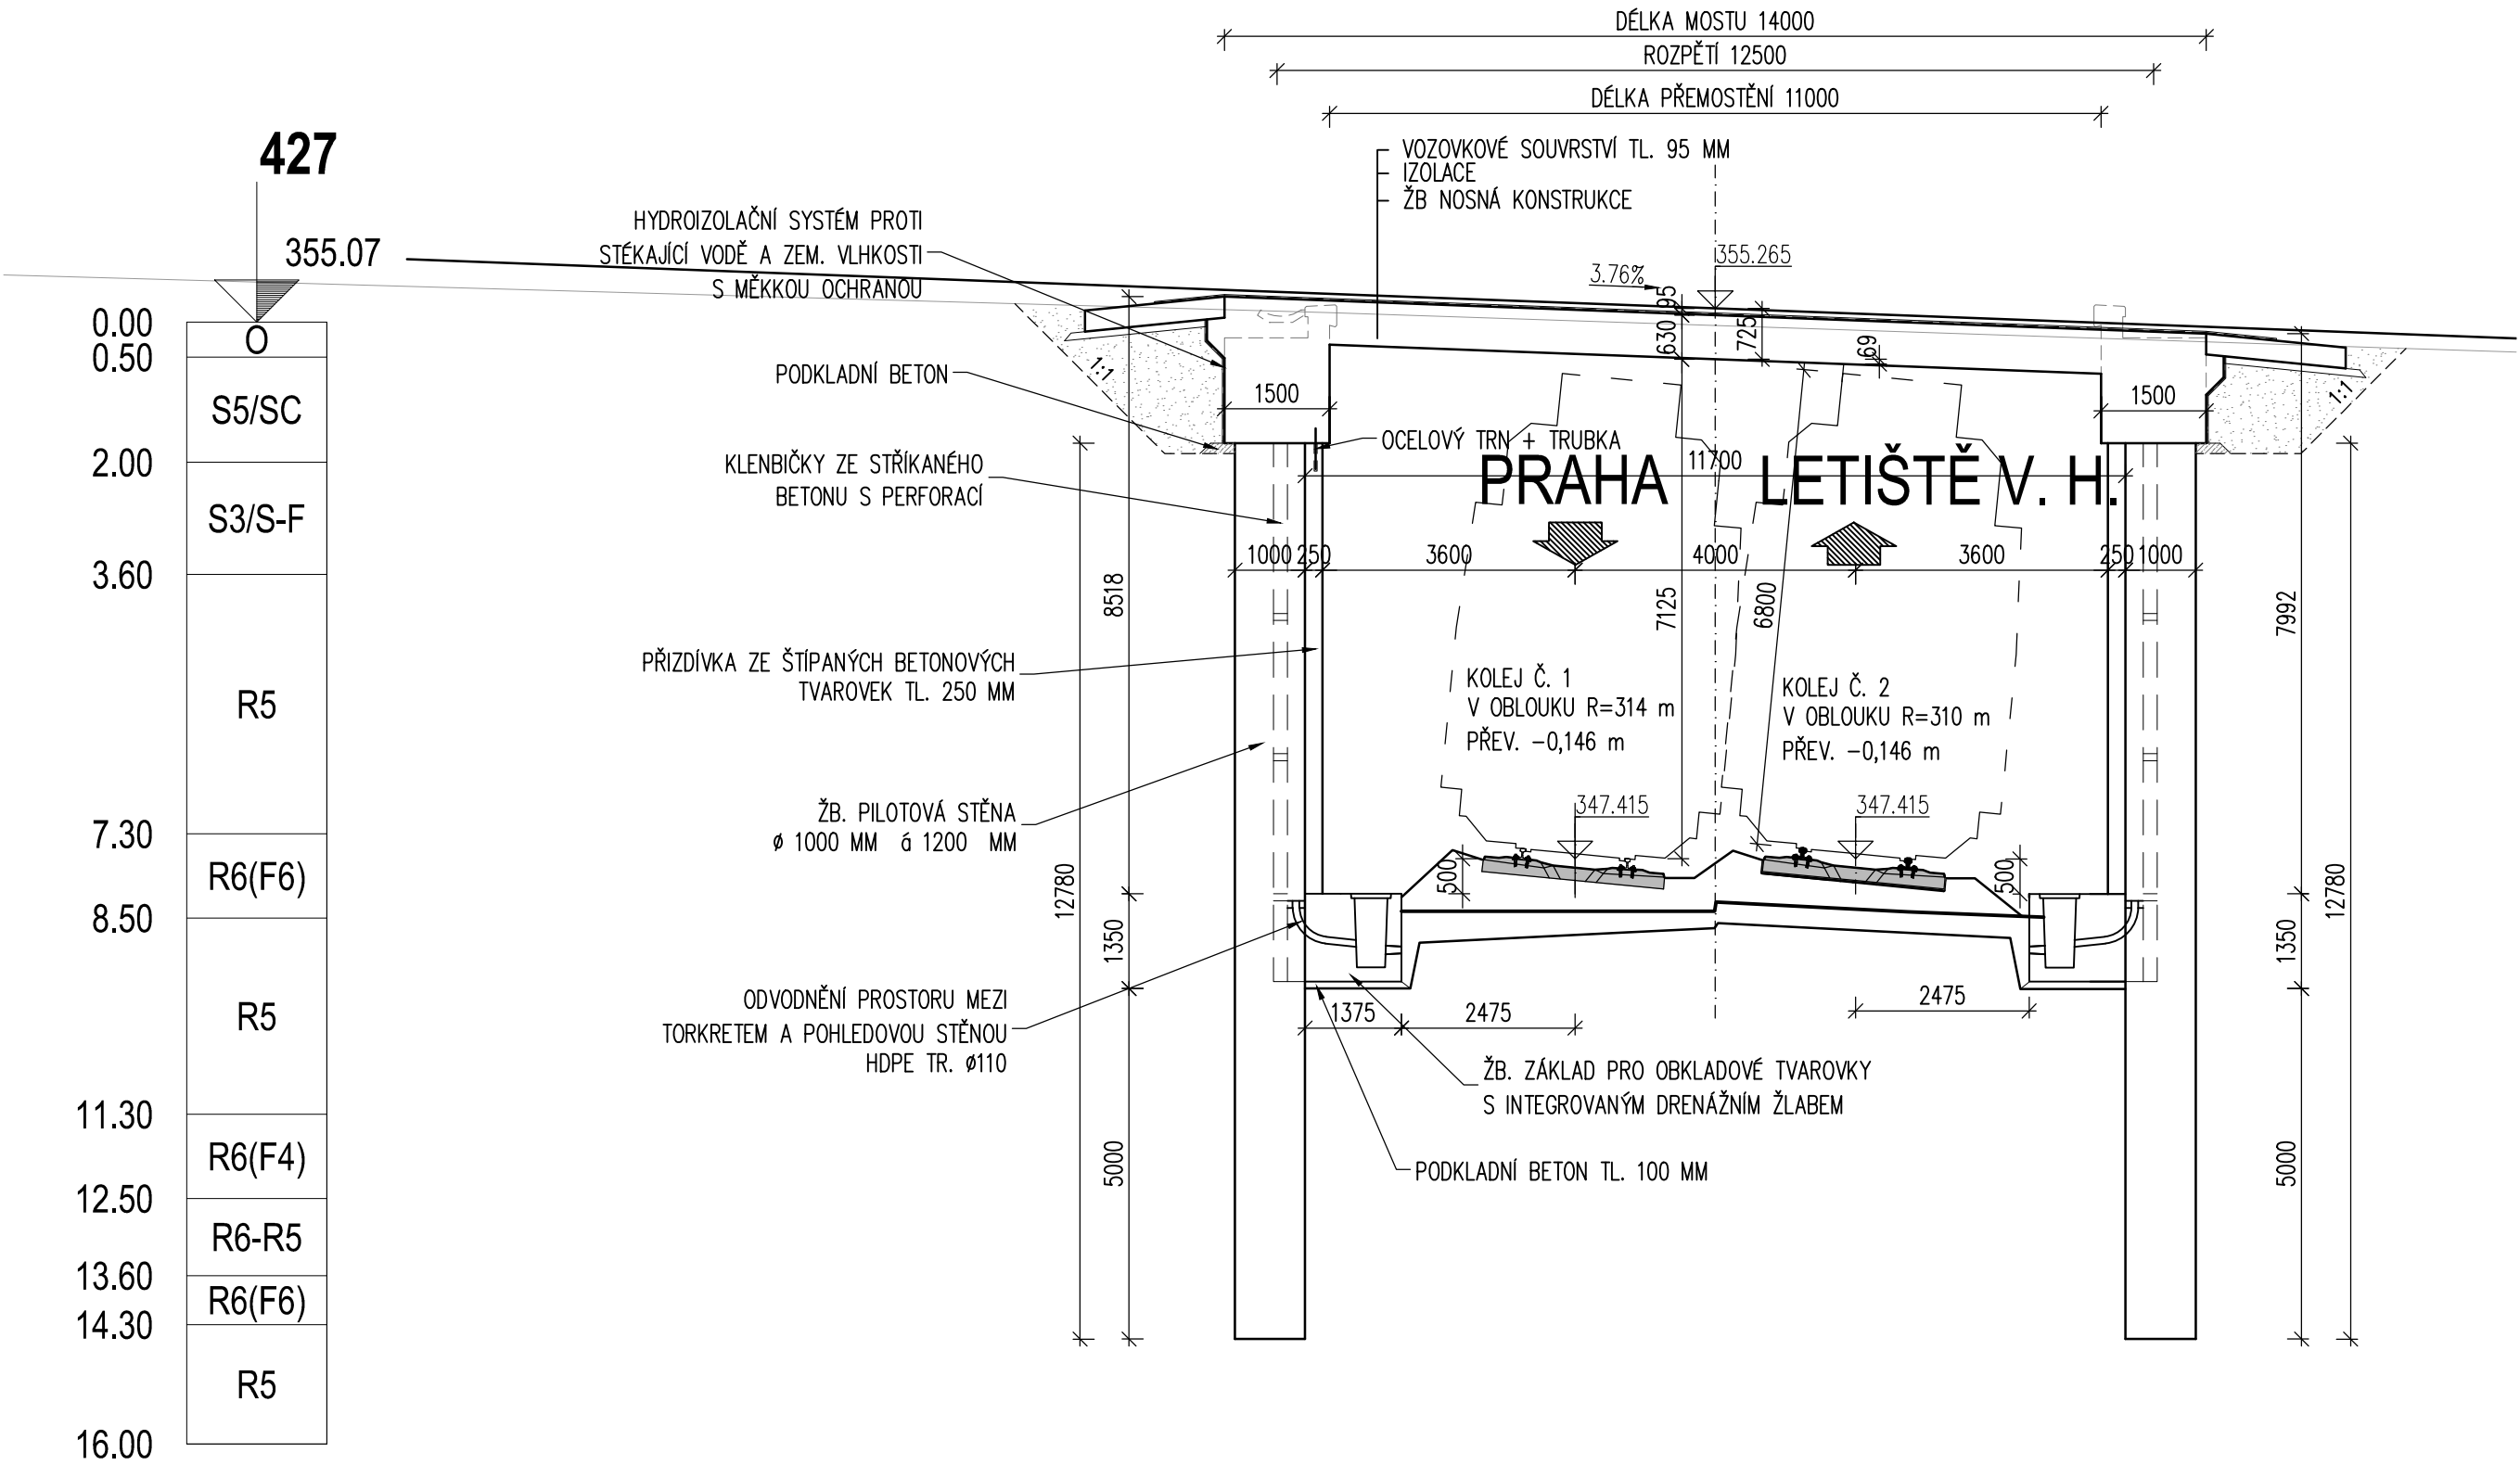 DÉLKA MOSTU 14000
ROZPĚTÍ 12500
DÉLKA PŘEMOSTĚNÍ 11000
427
355.07
VOZOVKOVÉ SOUVRSTVÍ TL. 95 MM
IZOLACE
ŽB NOSNÁ KONSTRUKCE
HYDROIZOLAČNÍ SYSTÉM PROTI
STÉKAJÍCÍ VODĚ A ZEM. VLHKOSTI
S MĚKKOU OCHRANOU
355.265
3.76%
95
630
725
69
PODKLADNÍ BETON
1:1
1500
1500
1:1
OCELOVÝ TRN + TRUBKA
11700
KLENBIČKY ZE STŘÍKANÉHO
BETONU S PERFORACÍ
PRAHA
LETIŠTĚ V. H.
1000
250
3600
4000
3600
250
1000
8518
7125
6800
7992
PŘIZDÍVKA ZE ŠTÍPANÝCH BETONOVÝCH
TVAROVEK TL. 250 MM
KOLEJ Č. 1
V OBLOUKU R=314 m
PŘEV. -0,146 m
KOLEJ Č. 2
V OBLOUKU R=310 m
PŘEV. -0,146 m
ŽB. PILOTOVÁ STĚNA
ø 1000 MM á 1200 MM
347.415
347.415
500
500
12780
12780
1350
1350
ODVODNĚNÍ PROSTORU MEZI
TORKRETEM A POHLEDOVOU STĚNOU
HDPE TR. ø110
1375
2475
2475
ŽB. ZÁKLAD PRO OBKLADOVÉ TVAROVKY
S INTEGROVANÝM DRENÁŽNÍM ŽLABEM
PODKLADNÍ BETON TL. 100 MM
5000
5000
0.00
O
0.50
S5/SC
2.00
S3/S-F
3.60
R5
7.30
R6(F6)
8.50
R5
11.30
R6(F4)
12.50
R6-R5
13.60
R6(F6)
14.30
R5
16.00